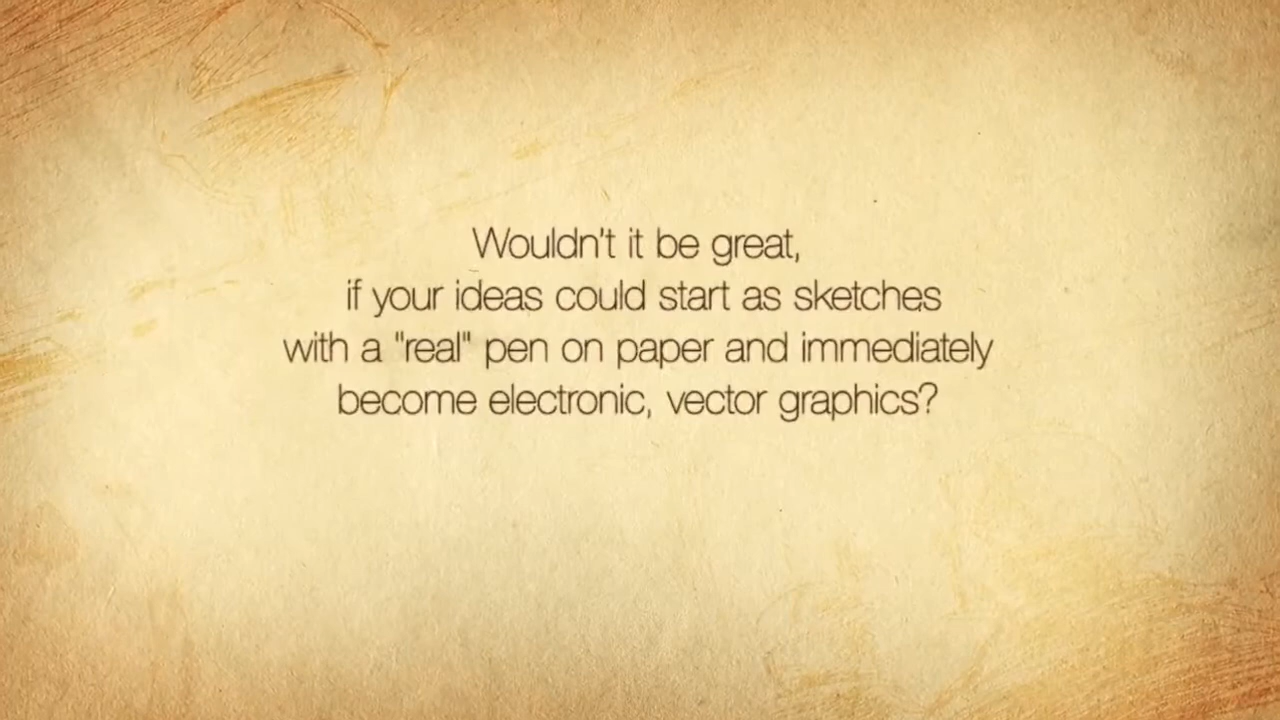 Wouldn't it be great,
if your ideas could start as sketches
with a "real" pen on paper and immediately
become electronic, vector graphics?